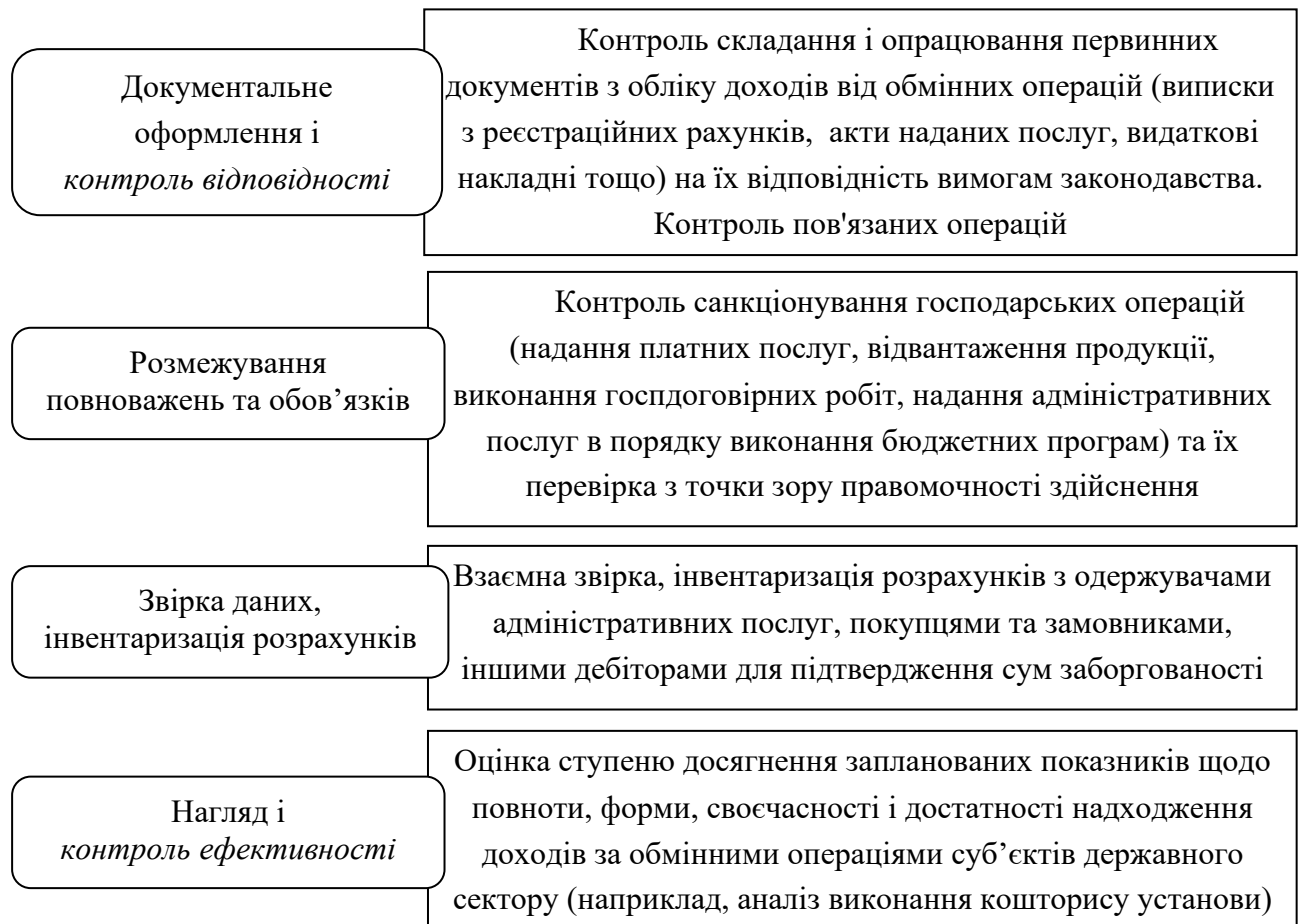 Документальне
оформлення і
контроль відповідності
Контроль складання і опрацювання первинних
документів з обліку доходів від обмінних операцій (виписки
з реєстраційних рахунків, акти наданих послуг, видаткові
накладні тощо) на їх відповідність вимогам законодавства.
Контроль пов'язаних операцій
Розмежування
повноважень та обов’язків
Контроль санкціонування господарських операцій
(надання платних послуг, відвантаження продукції,
виконання госпдоговірних робіт, надання адміністративних
послуг в порядку виконання бюджетних програм) та їх
перевірка з точки зору правомочності здійснення
Звірка даних,
інвентаризація розрахунків
Взаємна звірка, інвентаризація розрахунків з одержувачами
адміністративних послуг, покупцями та замовниками,
іншими дебіторами для підтвердження сум заборгованості
Нагляд і
контроль ефективності
Оцінка ступеню досягнення запланованих показників щодо
повноти, форми, своєчасності і достатності надходження
доходів за обмінними операціями суб’єктів державного
сектору (наприклад, аналіз виконання кошторису установи)